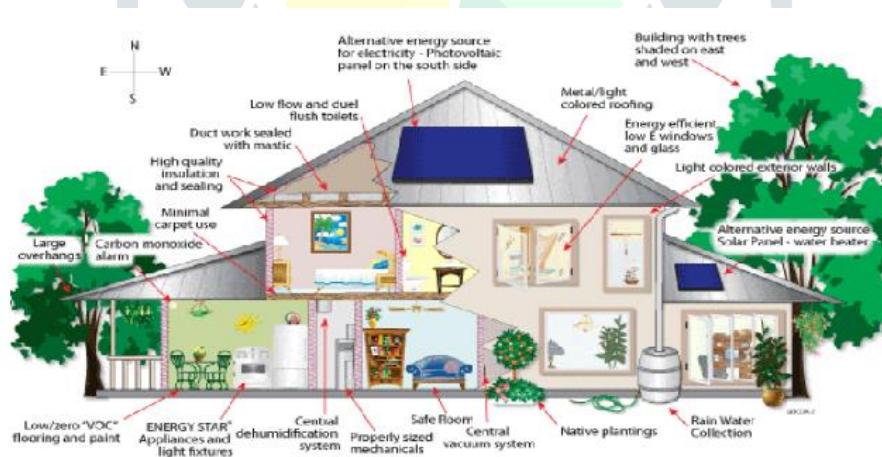 N
E W
S
Alternative energy source
for electricity - Photovoltaic
panel on the south side
Building with trees
shaded on east
and west
Metal/light
colored roofing
Low flow and duel
flush toilets
Energy efficient
low E windows
and glass
Duct work sealed
with mastic
High quality
insulation
and sealing
Light colored exterior walls
Minimal
carpet use
Alternative energy source
Solar Panel - water heater
Large
overhangs
Carbon monoxide
alarm
Low/zero "VOC"
flooring and paint
ENERGY STAR®
Appliances and
light fixtures
Central
dehumidification
system
Properly sized
mechanicals
Safe Room
Central
vacuum system
Native plantings
Rain Water
Collection